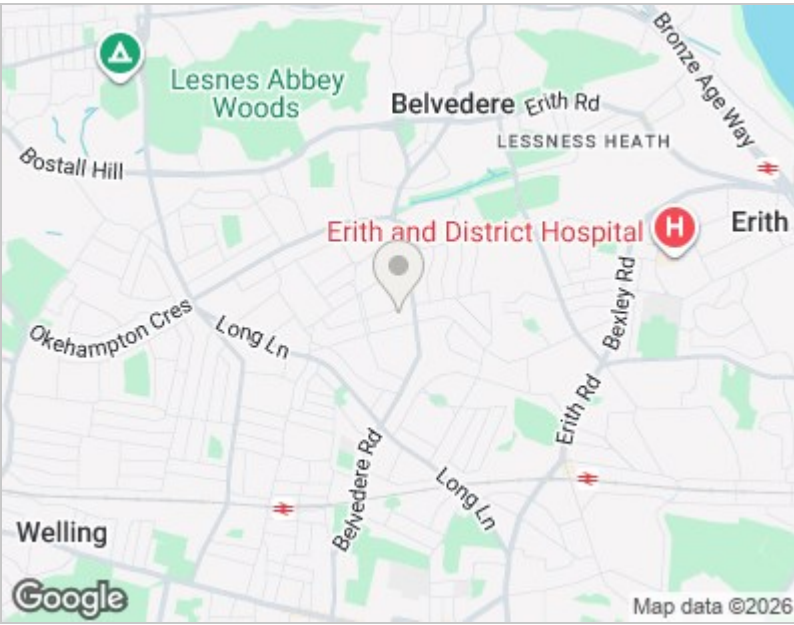 Bronze Age Way
Lesnes Abbey
Woods
Belvedere
Erith Rd
LESSNESS HEATH
Bostall Hill
Erith and District Hospital
H
Erith
Bexley Rd
Okehampton Cres
Long Ln
Erith Rd
Belvedere Rd
Long Ln
Welling
Google
Map data ©2026